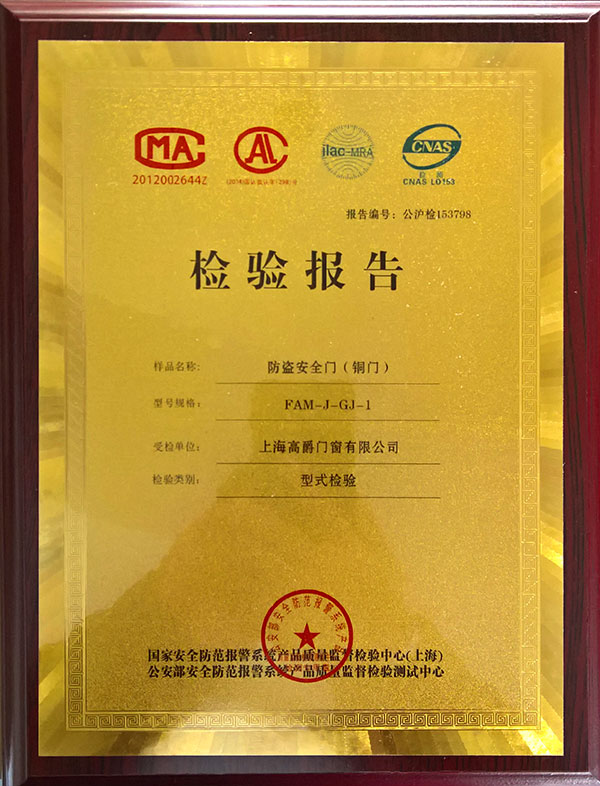 MA
AL
ilac-MRA
CNAS
2012002644Z
CNAS L0153
报告编号：公沪检153798
检验报告
样品名称： 防盗安全门（铜门）
型号规格： FAM-J-GJ-1
受检单位： 上海高爵门窗有限公司
检验类别： 型式检验
国家安全防范报警系统产品质量监督检验中心(上海)
公安部安全防范报警系统产品质量监督检验测试中心